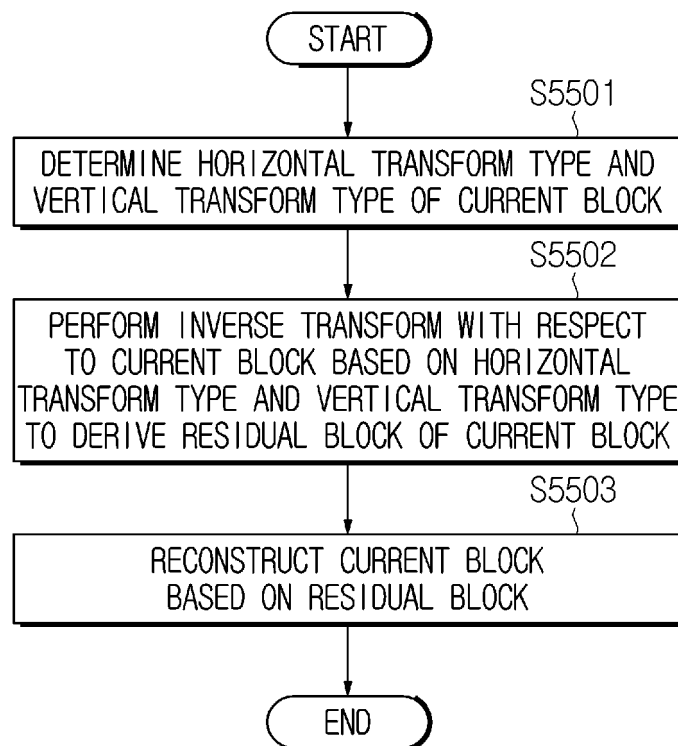 START
S5501
DETERMINE HORIZONTAL TRANSFORM TYPE AND
VERTICAL TRANSFORM TYPE OF CURRENT BLOCK
S5502
PERFORM INVERSE TRANSFORM WITH RESPECT
TO CURRENT BLOCK BASED ON HORIZONTAL
TRANSFORM TYPE AND VERTICAL TRANSFORM TYPE
TO DERIVE RESIDUAL BLOCK OF CURRENT BLOCK
S5503
RECONSTRUCT CURRENT BLOCK
BASED ON RESIDUAL BLOCK
END